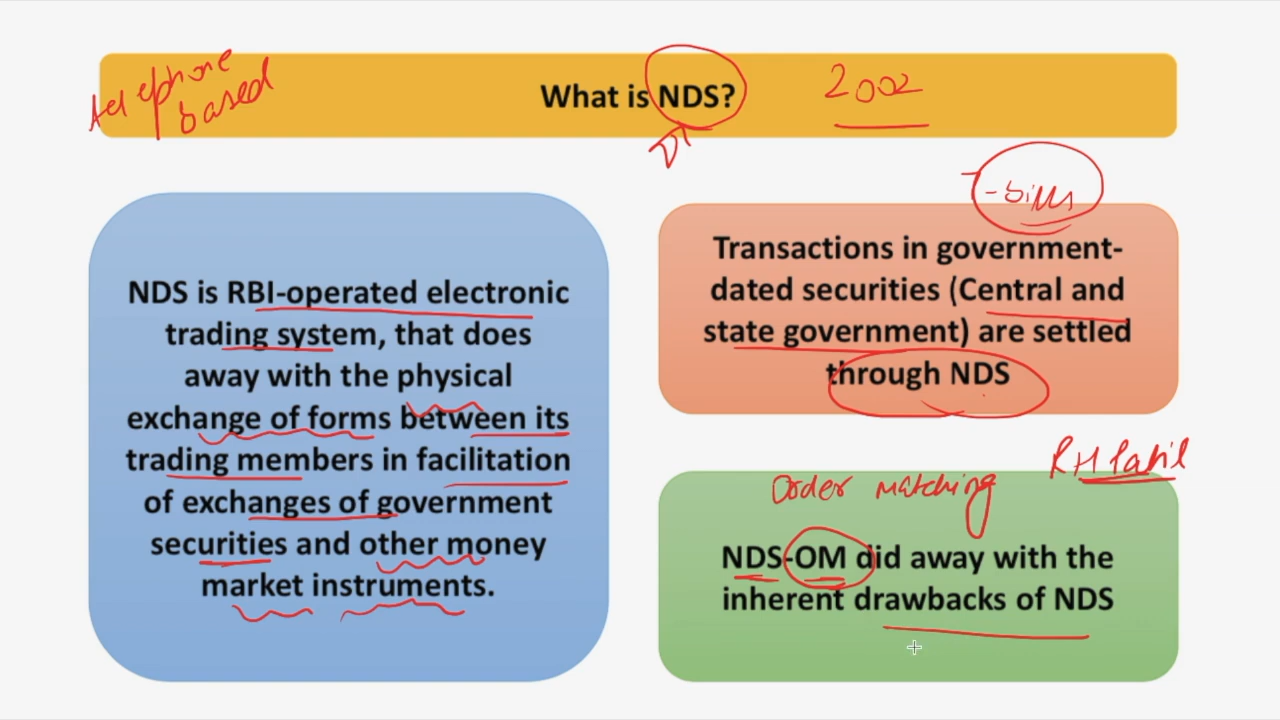 Telephone
based
What is NDS?
2002
T-Bills
NDS is RBI-operated electronic
trading system, that does
away with the physical
exchange of forms between its
trading members in facilitation
of exchanges of government
securities and other money
market instruments.
Transactions in government-
dated securities (Central and
state government) are settled
through NDS
RH Patil
Order matching
NDS-OM did away with the
inherent drawbacks of NDS